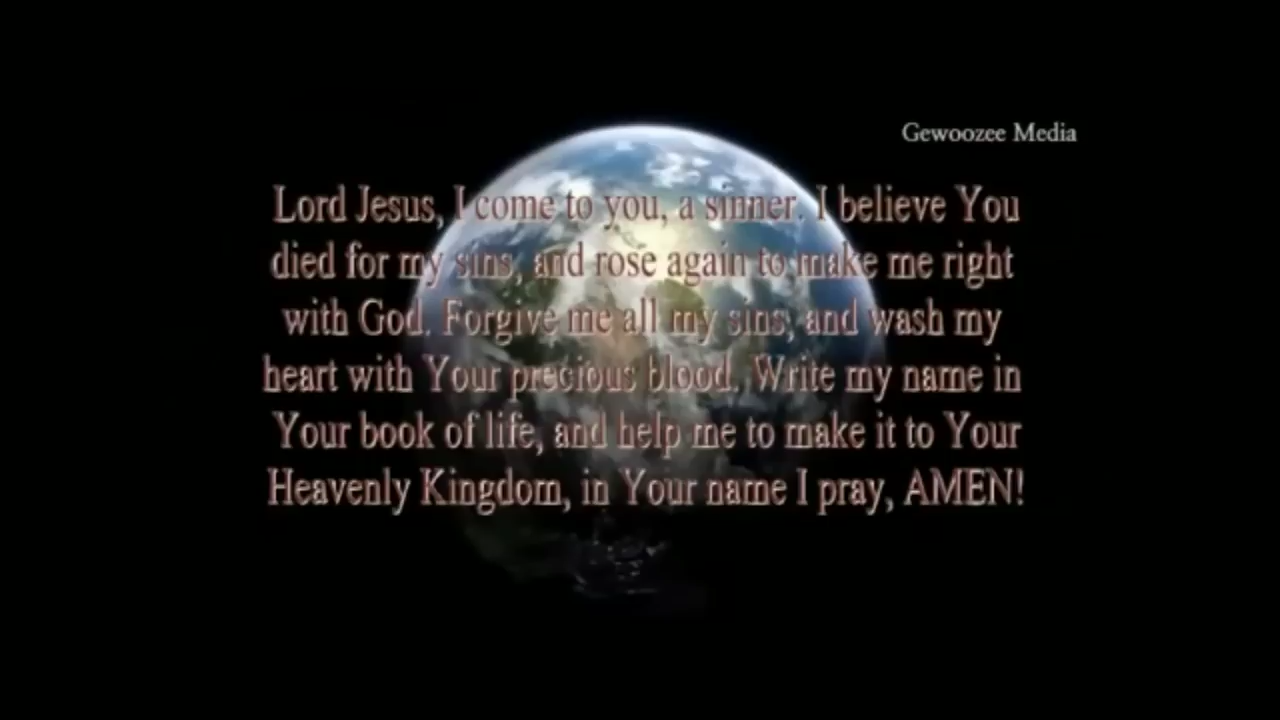 Gewoozee Media
Lord Jesus, I come to you, a sinner. I believe You
died for my sins, and rose again to make me right
with God. Forgive me all my sins, and wash my
heart with Your precious blood. Write my name in
Your book of life, and help me to make it to Your
Heavenly Kingdom, in Your name I pray, AMEN!